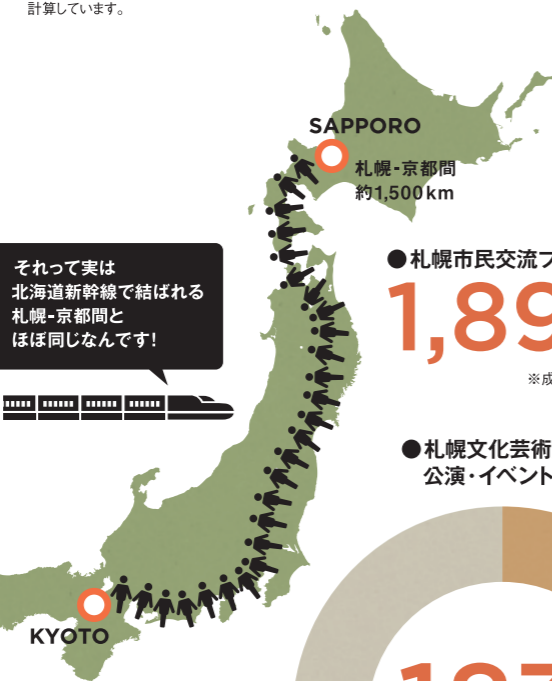 計算しています。
SAPPORO
札幌-京都間
約1,500km
それって実は
北海道新幹線で結ばれる
札幌-京都間と
ほぼ同じなんです!
●札幌市民交流プ
1,89
※成
●札幌文化芸術
公演・イベント
KYOTO